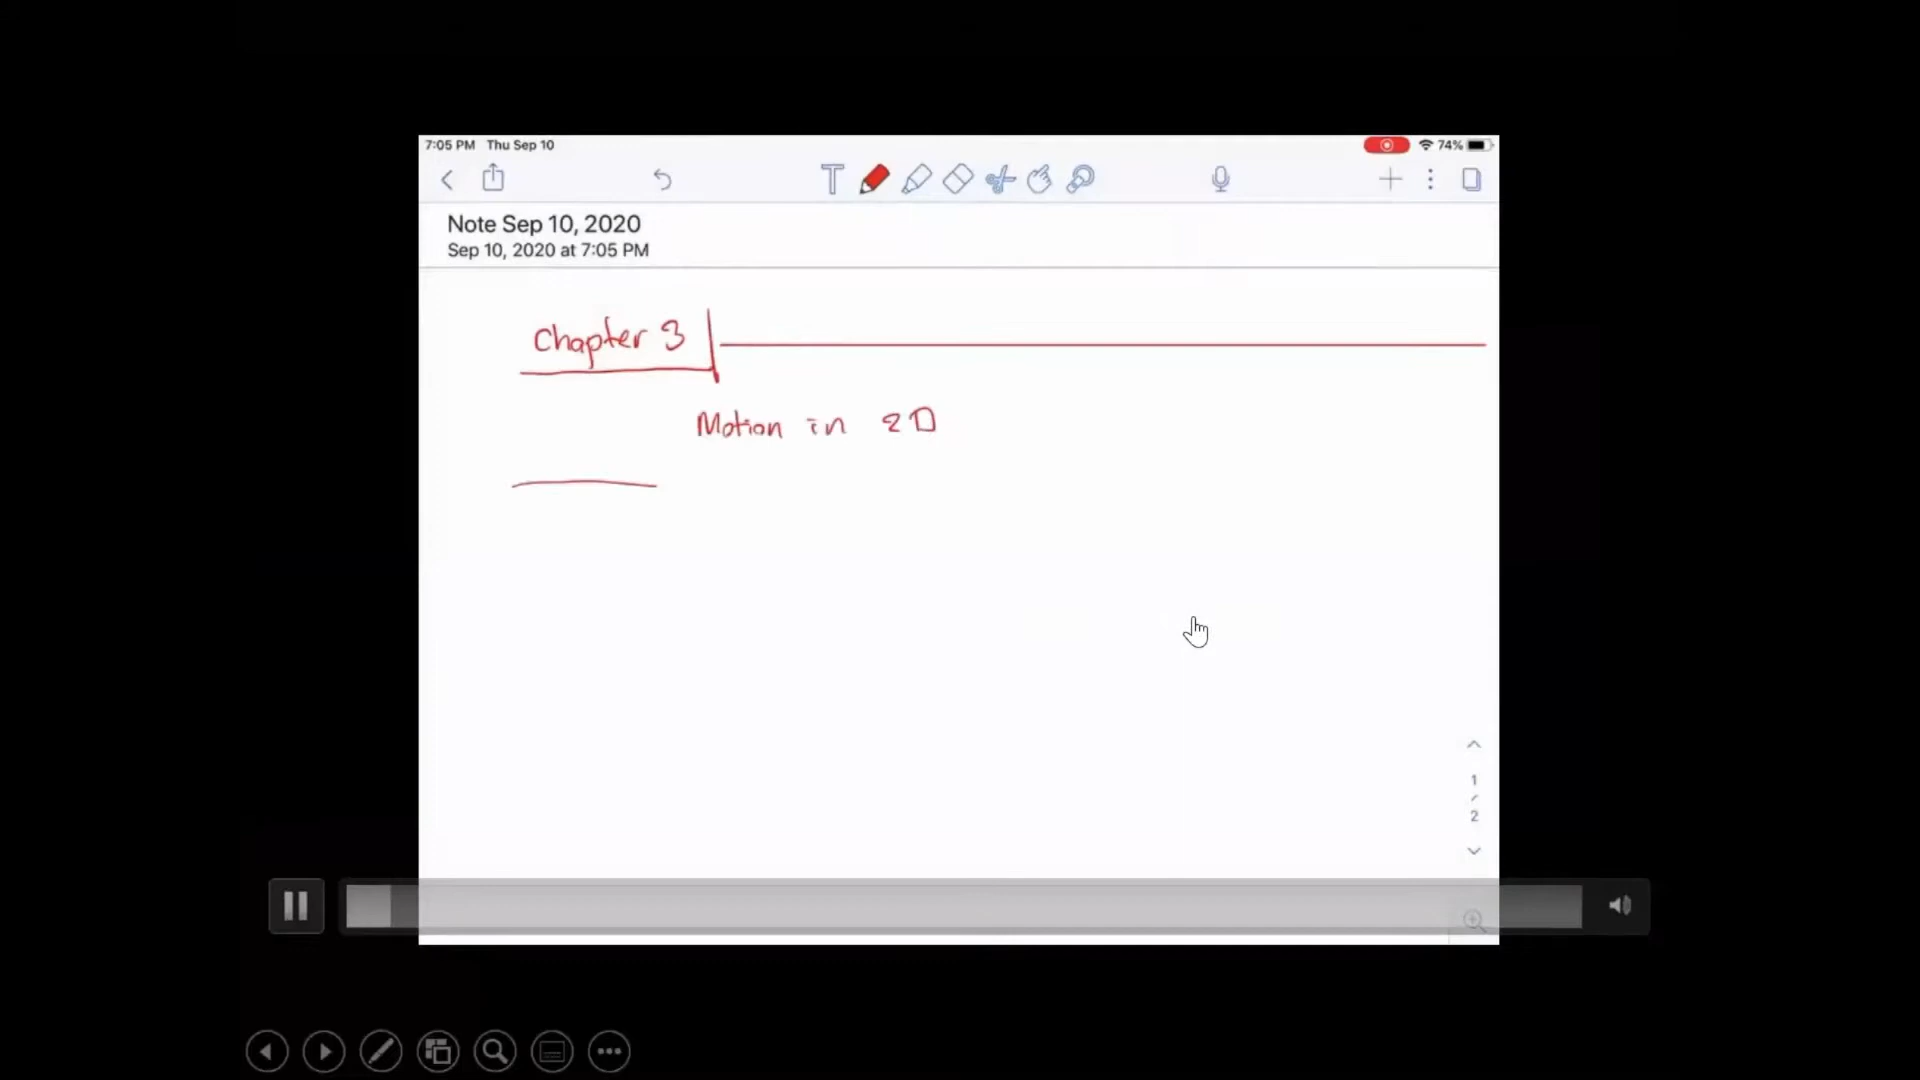 7:05 PM Thu Sep 10
74%
Note Sep 10, 2020
Sep 10, 2020 at 7:05 PM
Chapter 3
Motion in 2D
1
2